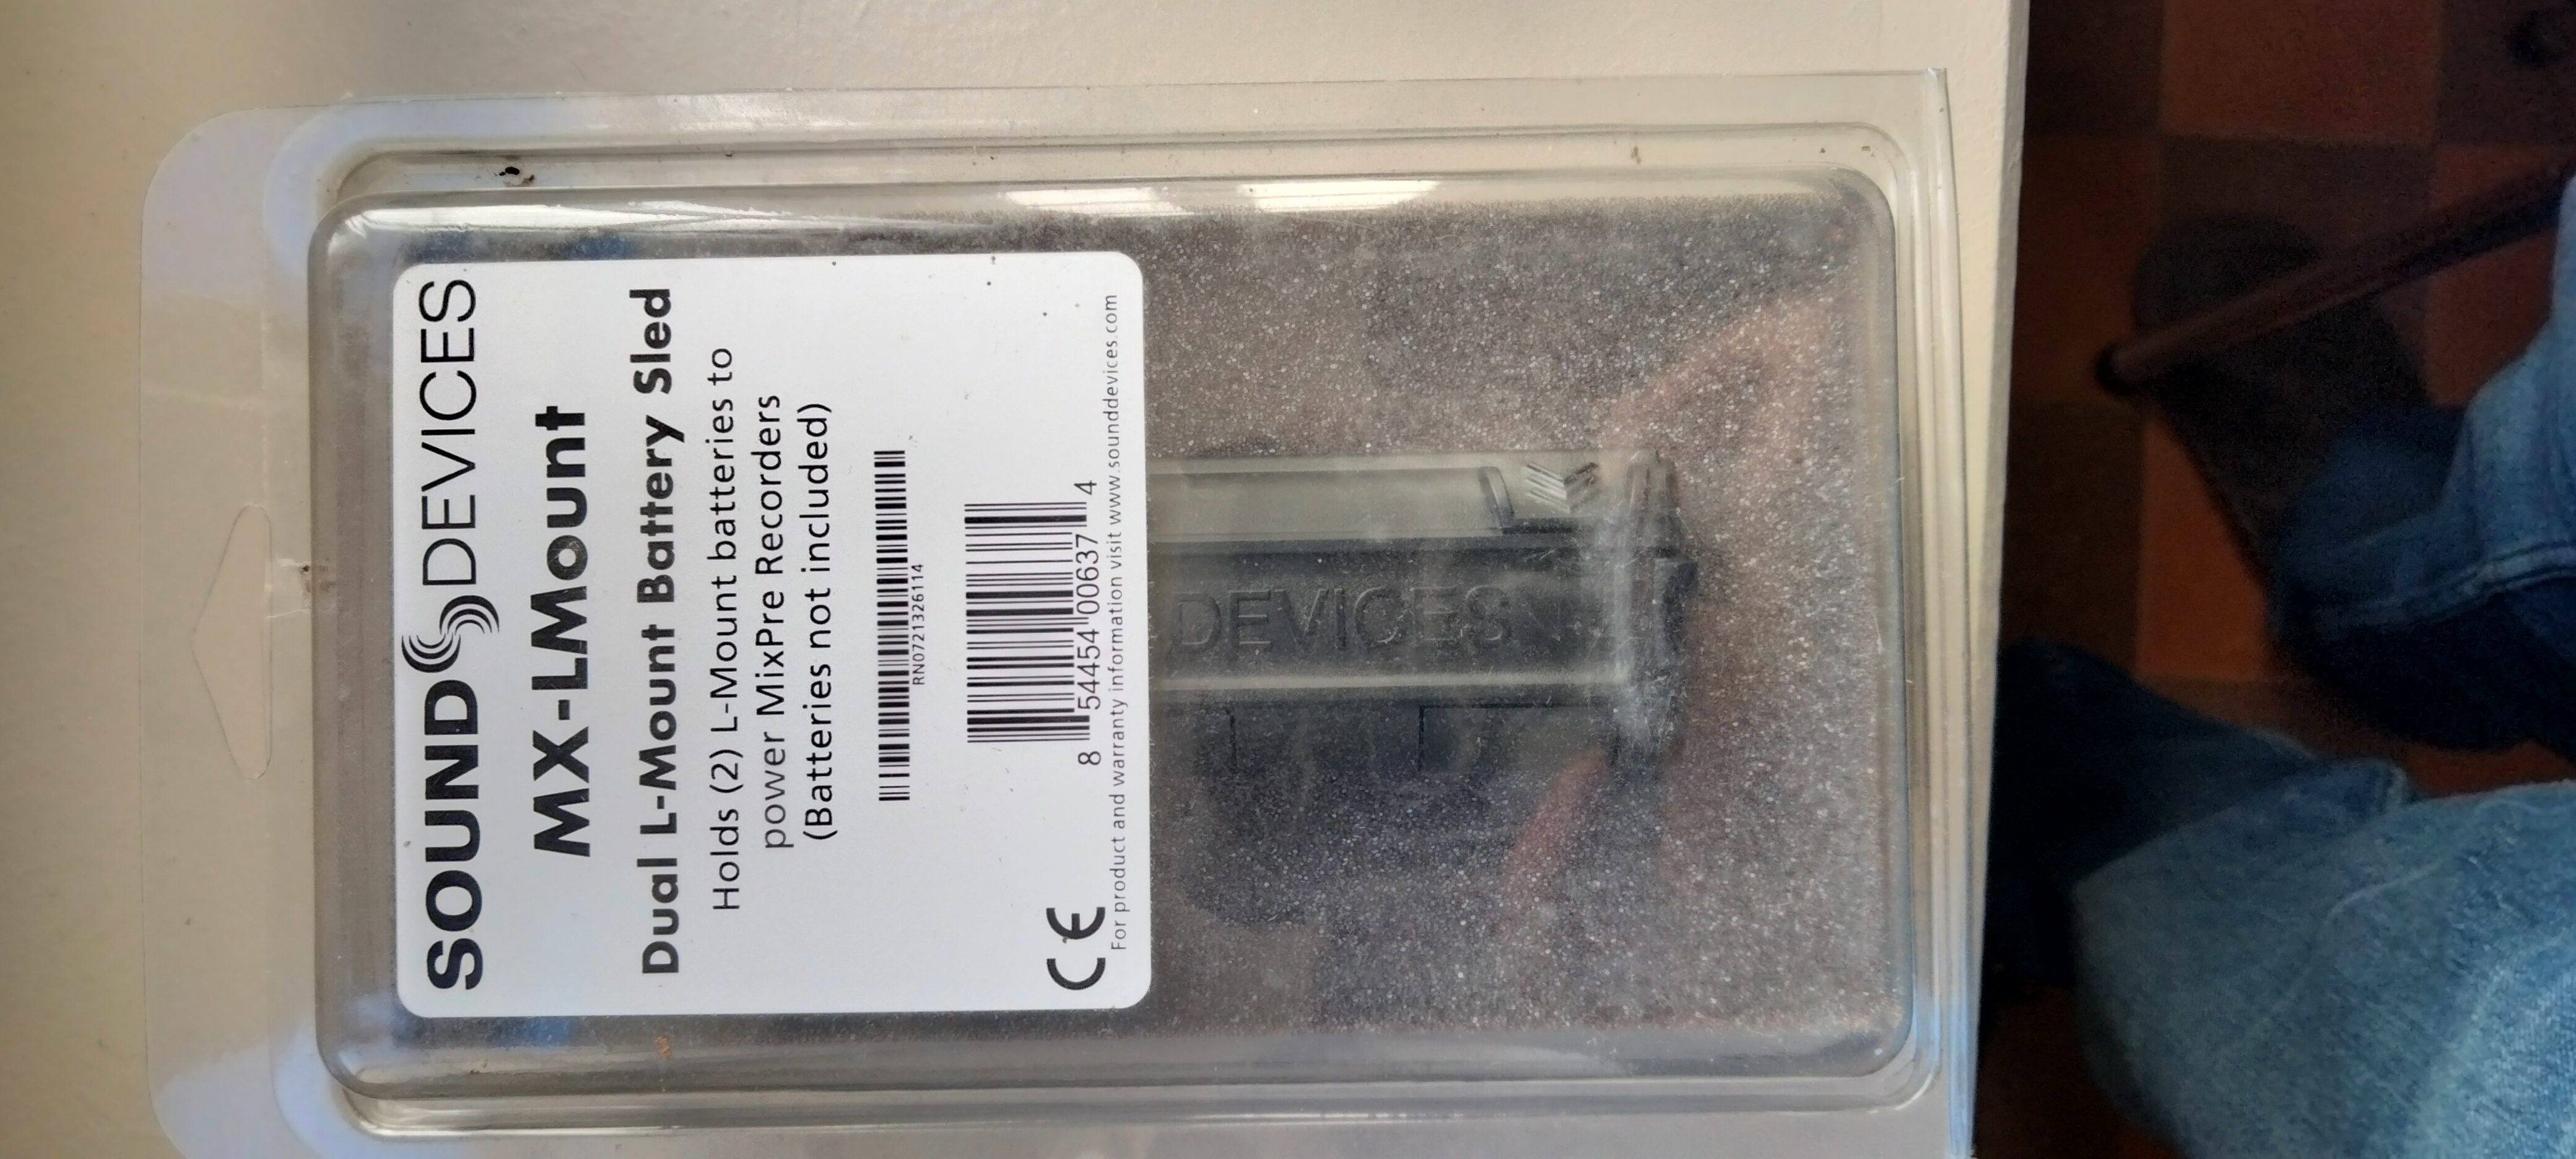 SOUND DEVICES
MX-LMount
Dual L-Mount Battery Sled
Holds (2) L-Mount batteries to
power MixPre Recorders
(Batteries not included)
RN0721326114
8 54454 00637 4
CE
For product and warranty information visit www.sounddevices.com
DEVICES